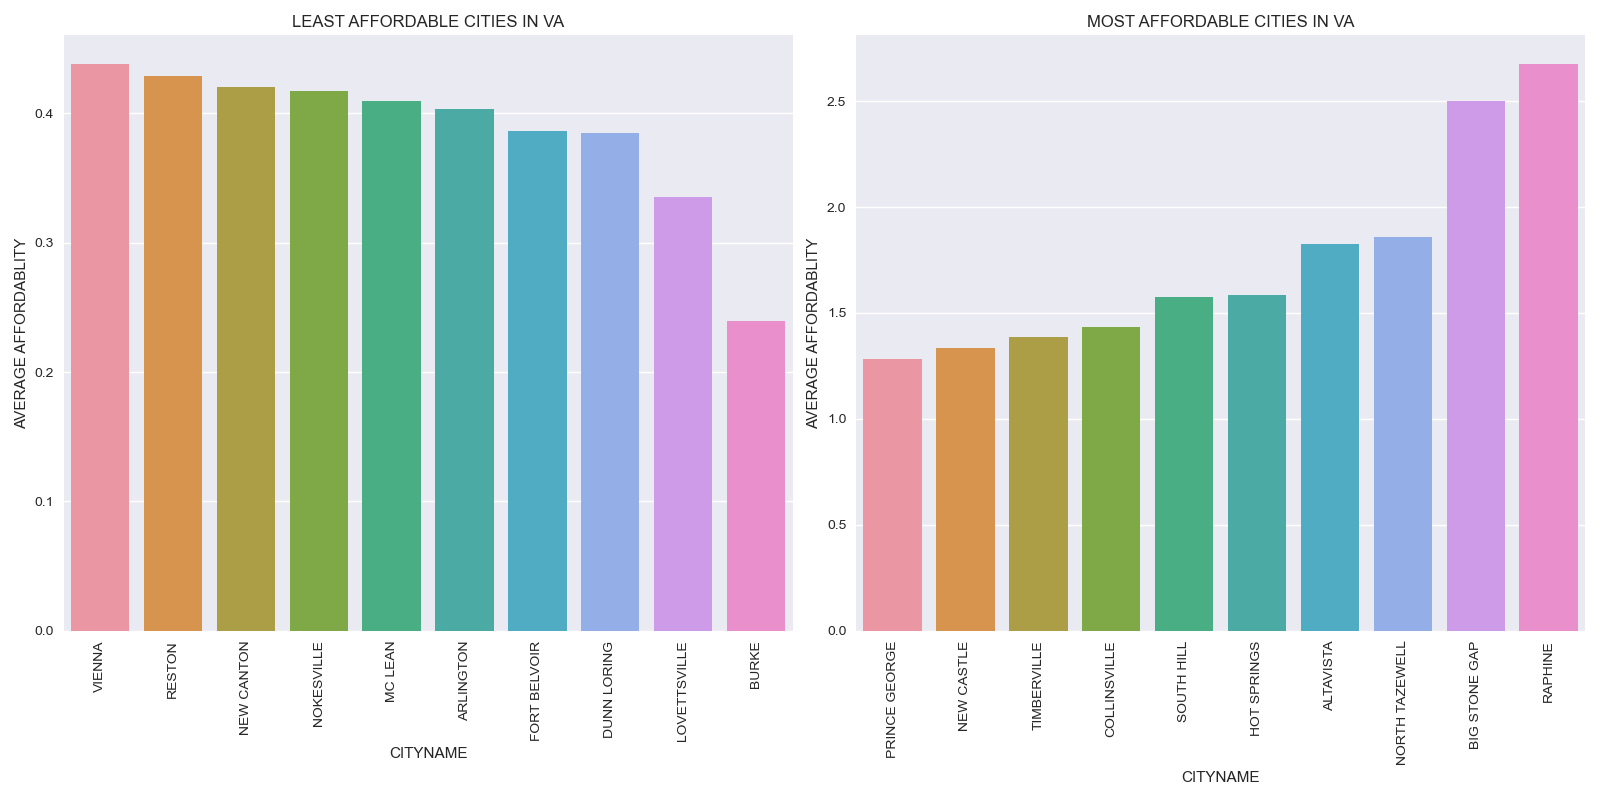 LEAST AFFORDABLE CITIES IN VA
AVERAGE AFFORDABLITY
0.4
0.3
0.2
0.1
0.0
VIENNA
RESTON
NEW CANTON
NOKESVILLE
MC LEAN
ARLINGTON
FORT BELVOIR
DUNN LORING
LOVETTSVILLE
BURKE
CITYNAME
MOST AFFORDABLE CITIES IN VA
AVERAGE AFFORDABLITY
2.5
2.0
1.5
1.0
0.5
0.0
PRINCE GEORGE
NEW CASTLE
TIMBERVILLE
COLLINSVILLE
SOUTH HILL
HOT SPRINGS
ALTAVISTA
NORTH TAZEWELL
BIG STONE GAP
RAPHINE
CITYNAME